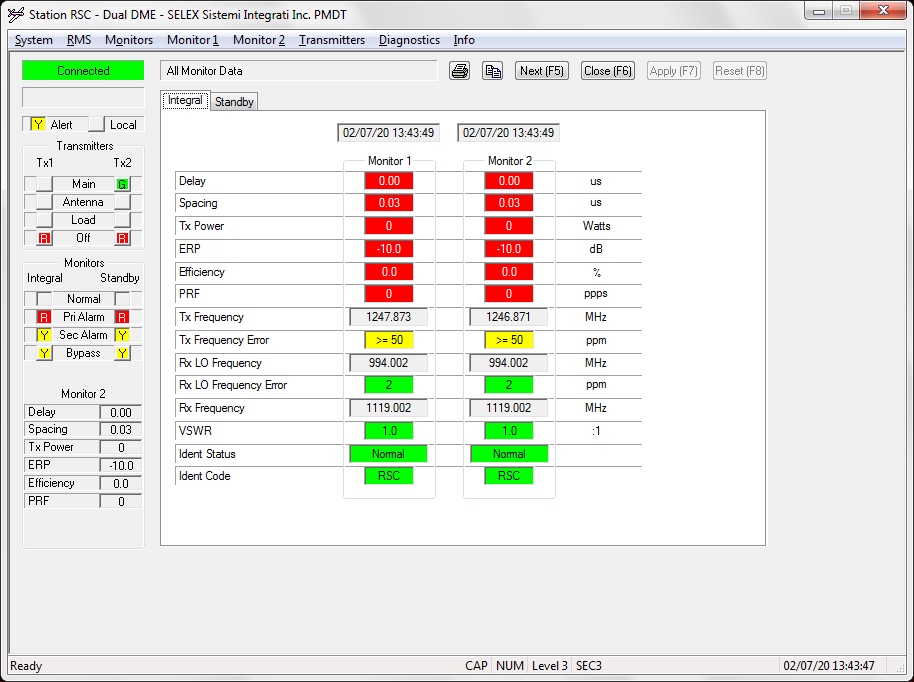 Station RSC - Dual DME - SELEX Sistemi Integrati Inc. PMDT
System RMS Monitors Monitor 1 Monitor 2 Transmitters Diagnostics Info
Connected
All Monitor Data
Next (F5) Close (F6) Apply (F7) Reset (F8)
Y Alert Local
Transmitters
Tx1 Tx2
Main G
Antenna
Load
R Off R
Monitors
Integral Standby
Normal
R Pri Alarm R
Y Sec Alarm Y
Y Bypass Y
Monitor 2
Delay 0.00
Spacing 0.03
Tx Power 0
ERP -10.0
Efficiency 0.0
PRF 0
Integral Standby
02/07/20 13:43:49 02/07/20 13:43:49
Monitor 1 Monitor 2
Delay 0.00 0.00 us
Spacing 0.03 0.03 us
Tx Power 0 0 Watts
ERP -10.0 -10.0 dB
Efficiency 0.0 0.0 %
PRF 0 0 ppps
Tx Frequency 1247.873 1246.871 MHz
Tx Frequency Error >= 50 >= 50 ppm
Rx LO Frequency 994.002 994.002 MHz
Rx LO Frequency Error 2 2 ppm
Rx Frequency 1119.002 1119.002 MHz
VSWR 1.0 1.0 :1
Ident Status Normal Normal
Ident Code RSC RSC
Ready CAP NUM Level 3 SEC3 02/07/20 13:43:47